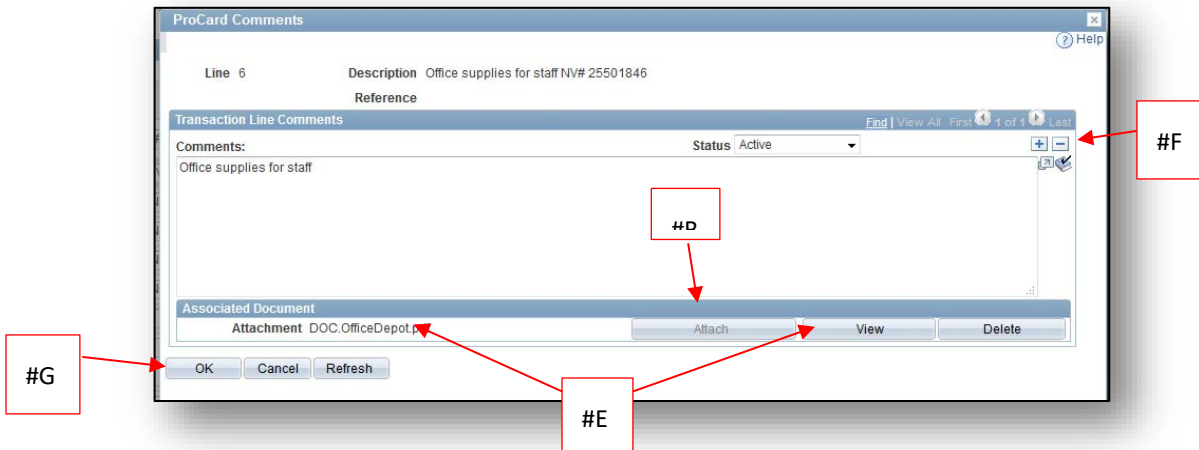 ProCard Comments
Help
Line 6 Description Office supplies for staff NV# 25501846
Reference
Transaction Line Comments Find | View All First 1 of 1 Last
#F
Comments: Status Active
Office supplies for staff
Associated Document
Attachment DOC.OfficeDepot. Attach View Delete
#G
OK Cancel Refresh
#E